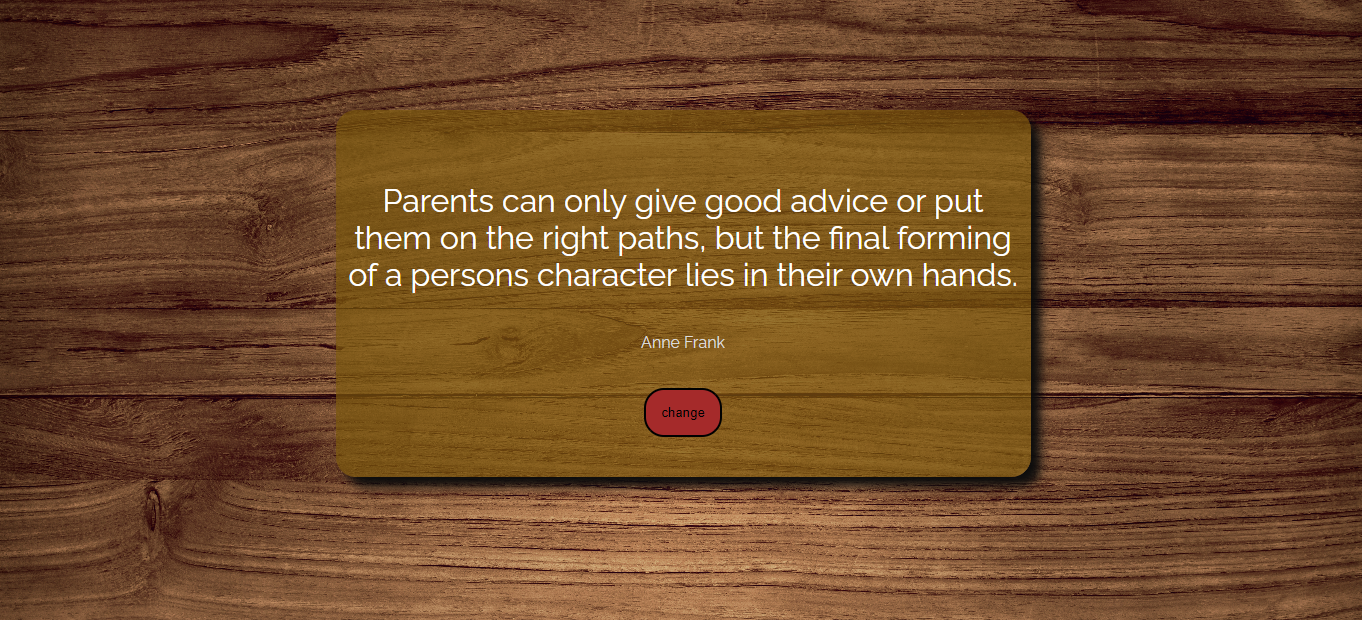 Parents can only give good advice or put
them on the right paths, but the final forming
of a persons character lies in their own hands.
Anne Frank
change